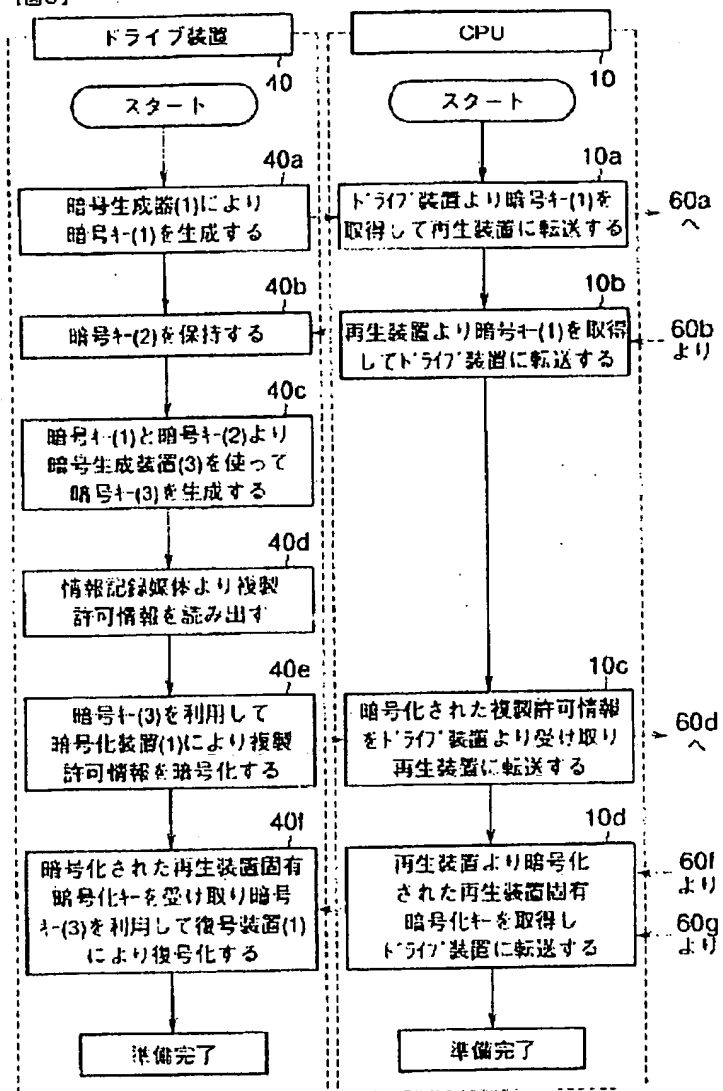 ドライブ装置
40
スタート
40a
暗号生成器(1)により
暗号キー(1)を生成する
40b
暗号キー(2)を保持する
40c
暗号キー(1)と暗号キー(2)より
暗号生成装置(3)を使って
暗号キー(3)を生成する
40d
情報記録媒体より複製
許可情報を読み出す
40e
暗号キー(3)を利用して
暗号化装置(1)により複製
許可情報を暗号化する
40f
暗号化された再生装置固有
暗号化キーを受け取り暗号
キー(3)を利用して復号装置(1)
により復号化する
準備完了
CPU
10
スタート
10a
ドライブ装置より暗号キー(1)を
取得して再生装置に転送する
60a
へ
10b
再生装置より暗号キー(1)を取得
してドライブ装置に転送する
60b
より
10c
暗号化された複製許可情報
をドライブ装置より受け取り
再生装置に転送する
60d
へ
10d
再生装置より暗号化
された再生装置固有
暗号化キーを取得し
ドライブ装置に転送する
60f
より
60g
より
準備完了